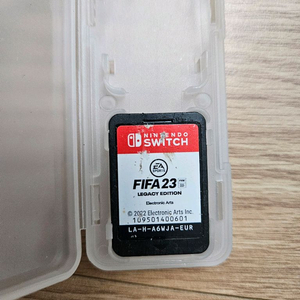 NINTENDO
SWITCH
EA
SPORTS
FIFA 23
LEGACY EDITION
Electronic Arts
© 2022 Electronic Arts Inc.
109501400601
LA-H-A6WJA-EUR